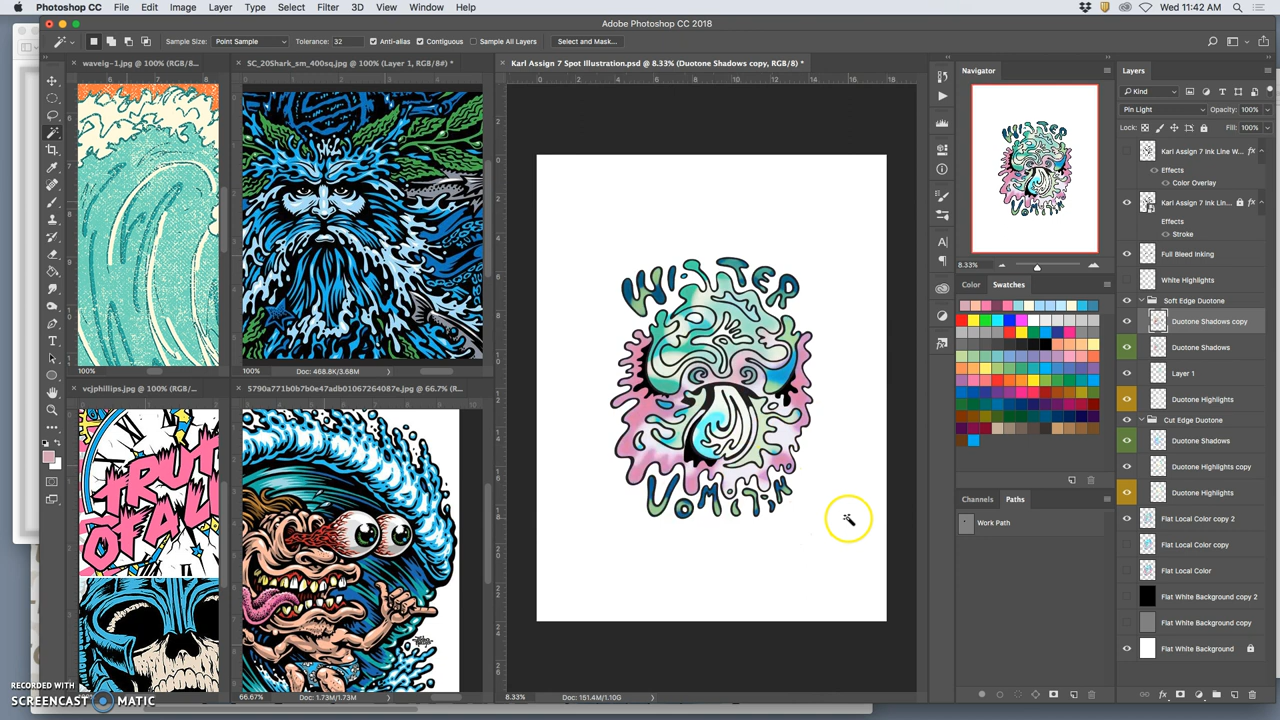 Photoshop CC File Edit Image Layer Type Select Filter 3D View Window Help
Wed 11:42 AM
Adobe Photoshop CC 2018
Sample Size: Point Sample Tolerance: 32 Anti-alias Contiguous Sample All Layers Select and Mask...
waveig-1.jpg @ 100% (RGB/8...
SC_20Shark_sm_400sq.jpg @ 100% (Layer 1, RGB/8) *
Karl Assign 7 Spot Illustration.psd @ 8.33% (Duotone Shadows copy, RGB/8) *
100%
100% Doc: 468.8K/3.68M
vcjphillips.jpg @ 100% (RGB/...
5790a771b0b7b0e47adb01067264087e.jpg @ 66.7% (R...
66.67% Doc: 1.73M/1.73M
8.33% Doc: 151.4M/1.10G
WINTER
VOMITIN
Navigator
8.33%
Color Swatches
Channels Paths
Work Path
Layers
Kind
Pin Light Opacity: 100%
Lock: Fill: 100%
Karl Assign 7 Ink Line W... fx
Effects
Color Overlay
Karl Assign 7 Ink Lin... fx
Effects
Stroke
Full Bleed Inking
White Highlights
Soft Edge Duotone
Duotone Shadows copy
Duotone Shadows
Layer 1
Duotone Highlights
Cut Edge Duotone
Duotone Shadows
Duotone Highlights copy
Duotone Highlights
Flat Local Color copy 2
Flat Local Color copy
Flat Local Color
Flat White Background copy 2
Flat White Background copy
Flat White Background
RECORDED WITH
SCREENCAST MATIC